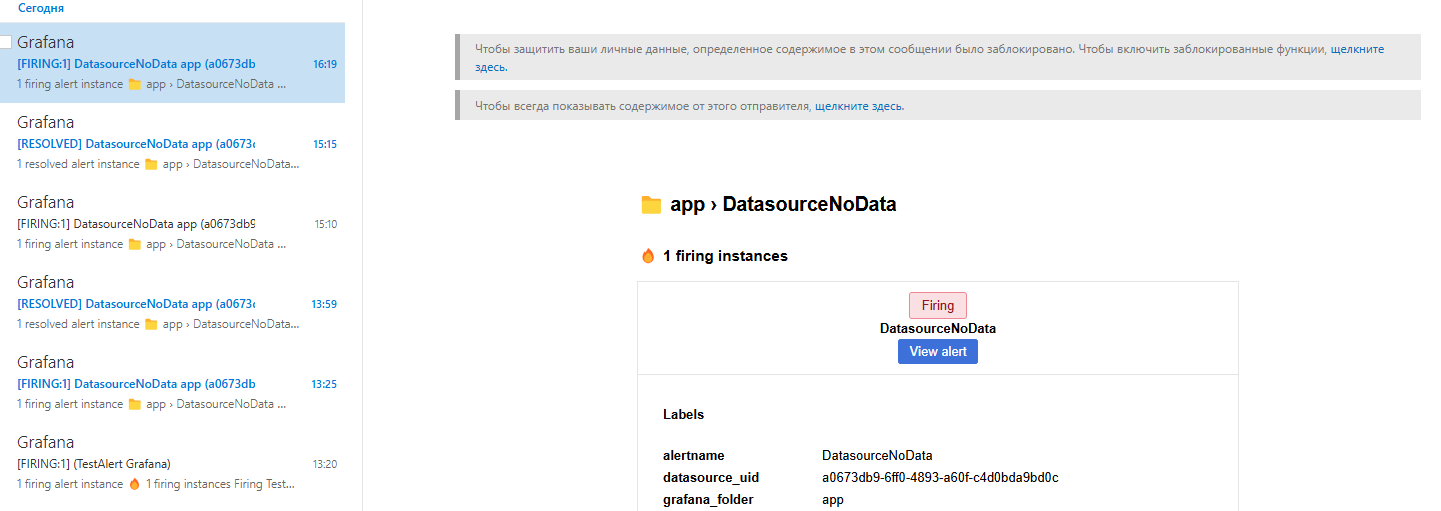 Сегодня
Grafana
[FIRING:1] DatasourceNoData app (a0673db
16:19
1 firing alert instance 📁 app › DatasourceNoData ...
Grafana
[RESOLVED] DatasourceNoData app (a0673d
15:15
1 resolved alert instance 📁 app › DatasourceNoData...
Grafana
[FIRING:1] DatasourceNoData app (a0673db9
15:10
1 firing alert instance 📁 app › DatasourceNoData ...
Grafana
[RESOLVED] DatasourceNoData app (a0673d
13:59
1 resolved alert instance 📁 app › DatasourceNoData...
Grafana
[FIRING:1] DatasourceNoData app (a0673db
13:25
1 firing alert instance 📁 app › DatasourceNoData ...
Grafana
[FIRING:1] (TestAlert Grafana)
13:20
1 firing alert instance 🔥 1 firing instances Firing Test...
Чтобы защитить ваши личные данные, определенное содержимое в этом сообщении было заблокировано. Чтобы включить заблокированные функции, щелкните
здесь.
Чтобы всегда показывать содержимое от этого отправителя, щелкните здесь.
📁 app › DatasourceNoData
🔥 1 firing instances
Firing
DatasourceNoData
View alert
Labels
alertname DatasourceNoData
datasource_uid a0673db9-6ff0-4893-a60f-c4d0bda9bd0c
grafana_folder app